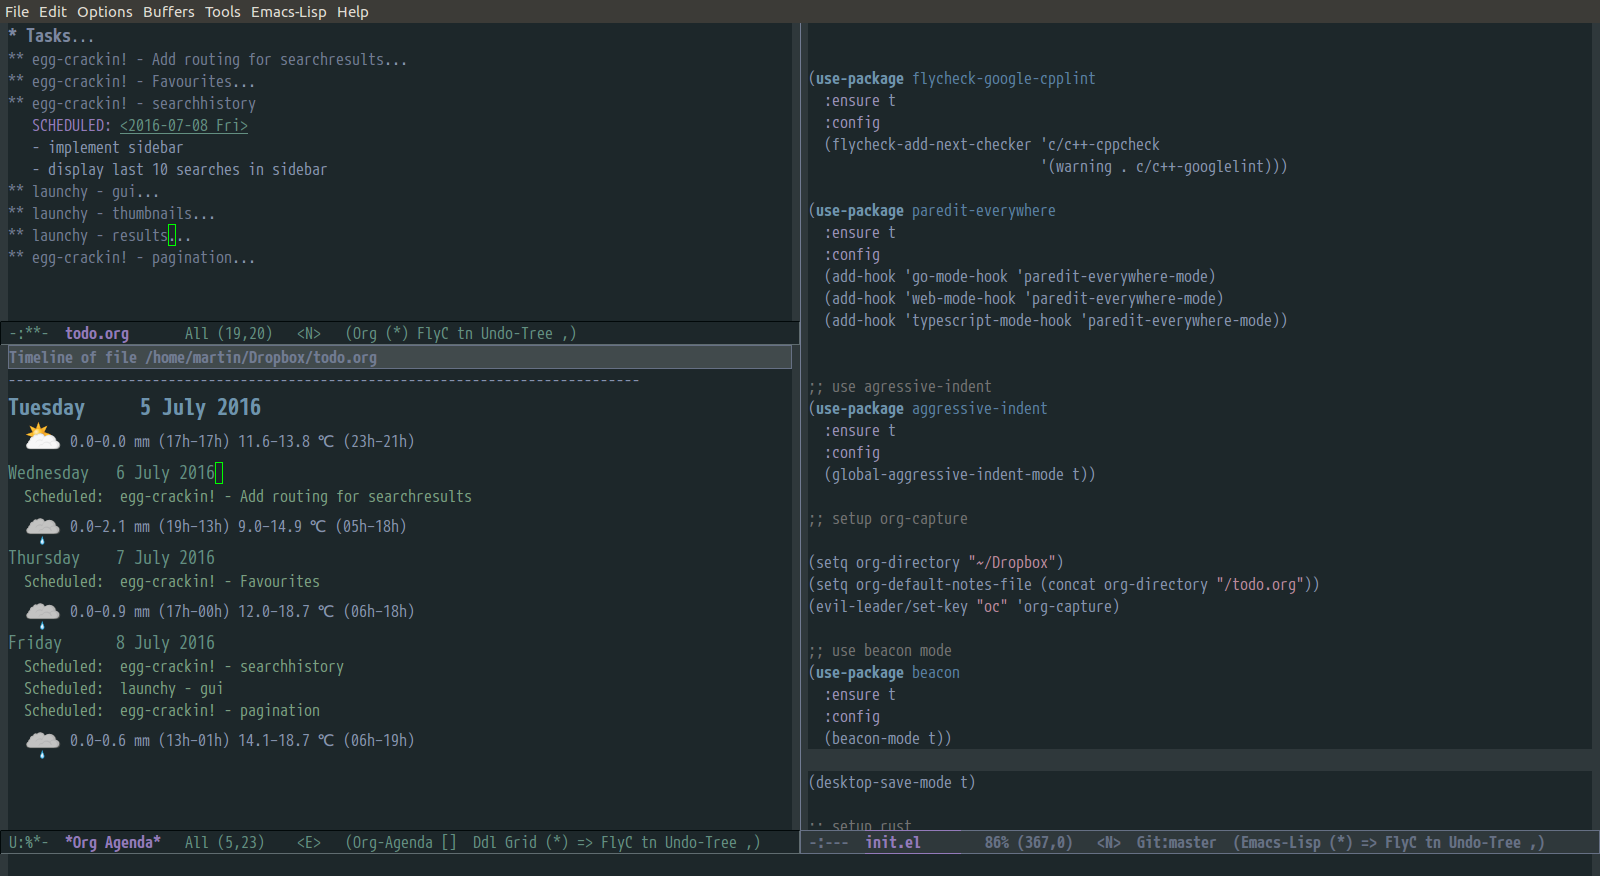 File Edit Options Buffers Tools Emacs-Lisp Help
* Tasks...
** egg-crackin! - Add routing for searchresults...
** egg-crackin! - Favourites...
** egg-crackin! - searchhistory
   SCHEDULED: <2016-07-08 Fri>
   - implement sidebar
   - display last 10 searches in sidebar
** launchy - gui...
** launchy - thumbnails...
** launchy - results...
** egg-crackin! - pagination...
-:**-  todo.org       All (19,20)   <N>   (Org (*) FlyC tn Undo-Tree ,)
Timeline of file /home/martin/Dropbox/todo.org
-------------------------------------------------------------------------------
Tuesday     5 July 2016
0.0-0.0 mm (17h-17h) 11.6-13.8 ℃ (23h-21h)
Wednesday   6 July 2016
  Scheduled:  egg-crackin! - Add routing for searchresults
0.0-2.1 mm (19h-13h) 9.0-14.9 ℃ (05h-18h)
Thursday    7 July 2016
  Scheduled:  egg-crackin! - Favourites
0.0-0.9 mm (17h-00h) 12.0-18.7 ℃ (06h-18h)
Friday      8 July 2016
  Scheduled:  egg-crackin! - searchhistory
  Scheduled:  launchy - gui
  Scheduled:  egg-crackin! - pagination
0.0-0.6 mm (13h-01h) 14.1-18.7 ℃ (06h-19h)
U:%*-  *Org Agenda*   All (5,23)    <E>   (Org-Agenda []  Ddl Grid (*) => FlyC tn Undo-Tree ,)
(use-package flycheck-google-cpplint
  :ensure t
  :config
  (flycheck-add-next-checker 'c/c++-cppcheck
                             '(warning . c/c++-googlelint)))
(use-package paredit-everywhere
  :ensure t
  :config
  (add-hook 'go-mode-hook 'paredit-everywhere-mode)
  (add-hook 'web-mode-hook 'paredit-everywhere-mode)
  (add-hook 'typescript-mode-hook 'paredit-everywhere-mode))
;; use agressive-indent
(use-package aggressive-indent
  :ensure t
  :config
  (global-aggressive-indent-mode t))
;; setup org-capture
(setq org-directory "~/Dropbox")
(setq org-default-notes-file (concat org-directory "/todo.org"))
(evil-leader/set-key "oc" 'org-capture)
;; use beacon mode
(use-package beacon
  :ensure t
  :config
  (beacon-mode t))
(desktop-save-mode t)
;; setup rust
-:---  init.el        86% (367,0)   <N>  Git:master  (Emacs-Lisp (*) => FlyC tn Undo-Tree ,)